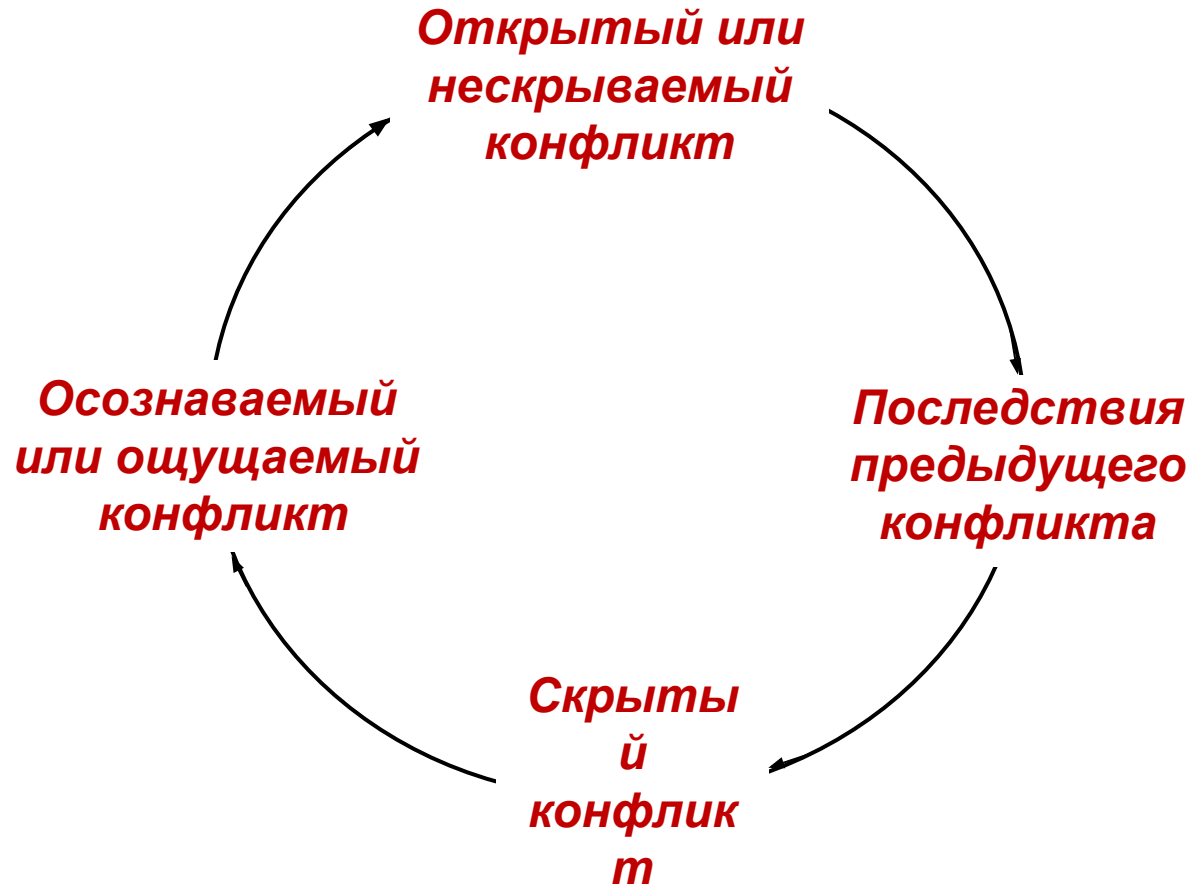 Открытый или
нескрываемый
конфликт
Осознаваемый
или ощущаемый
конфликт
Последствия
предыдущего
конфликта
Скрыты
й
конфлик
т